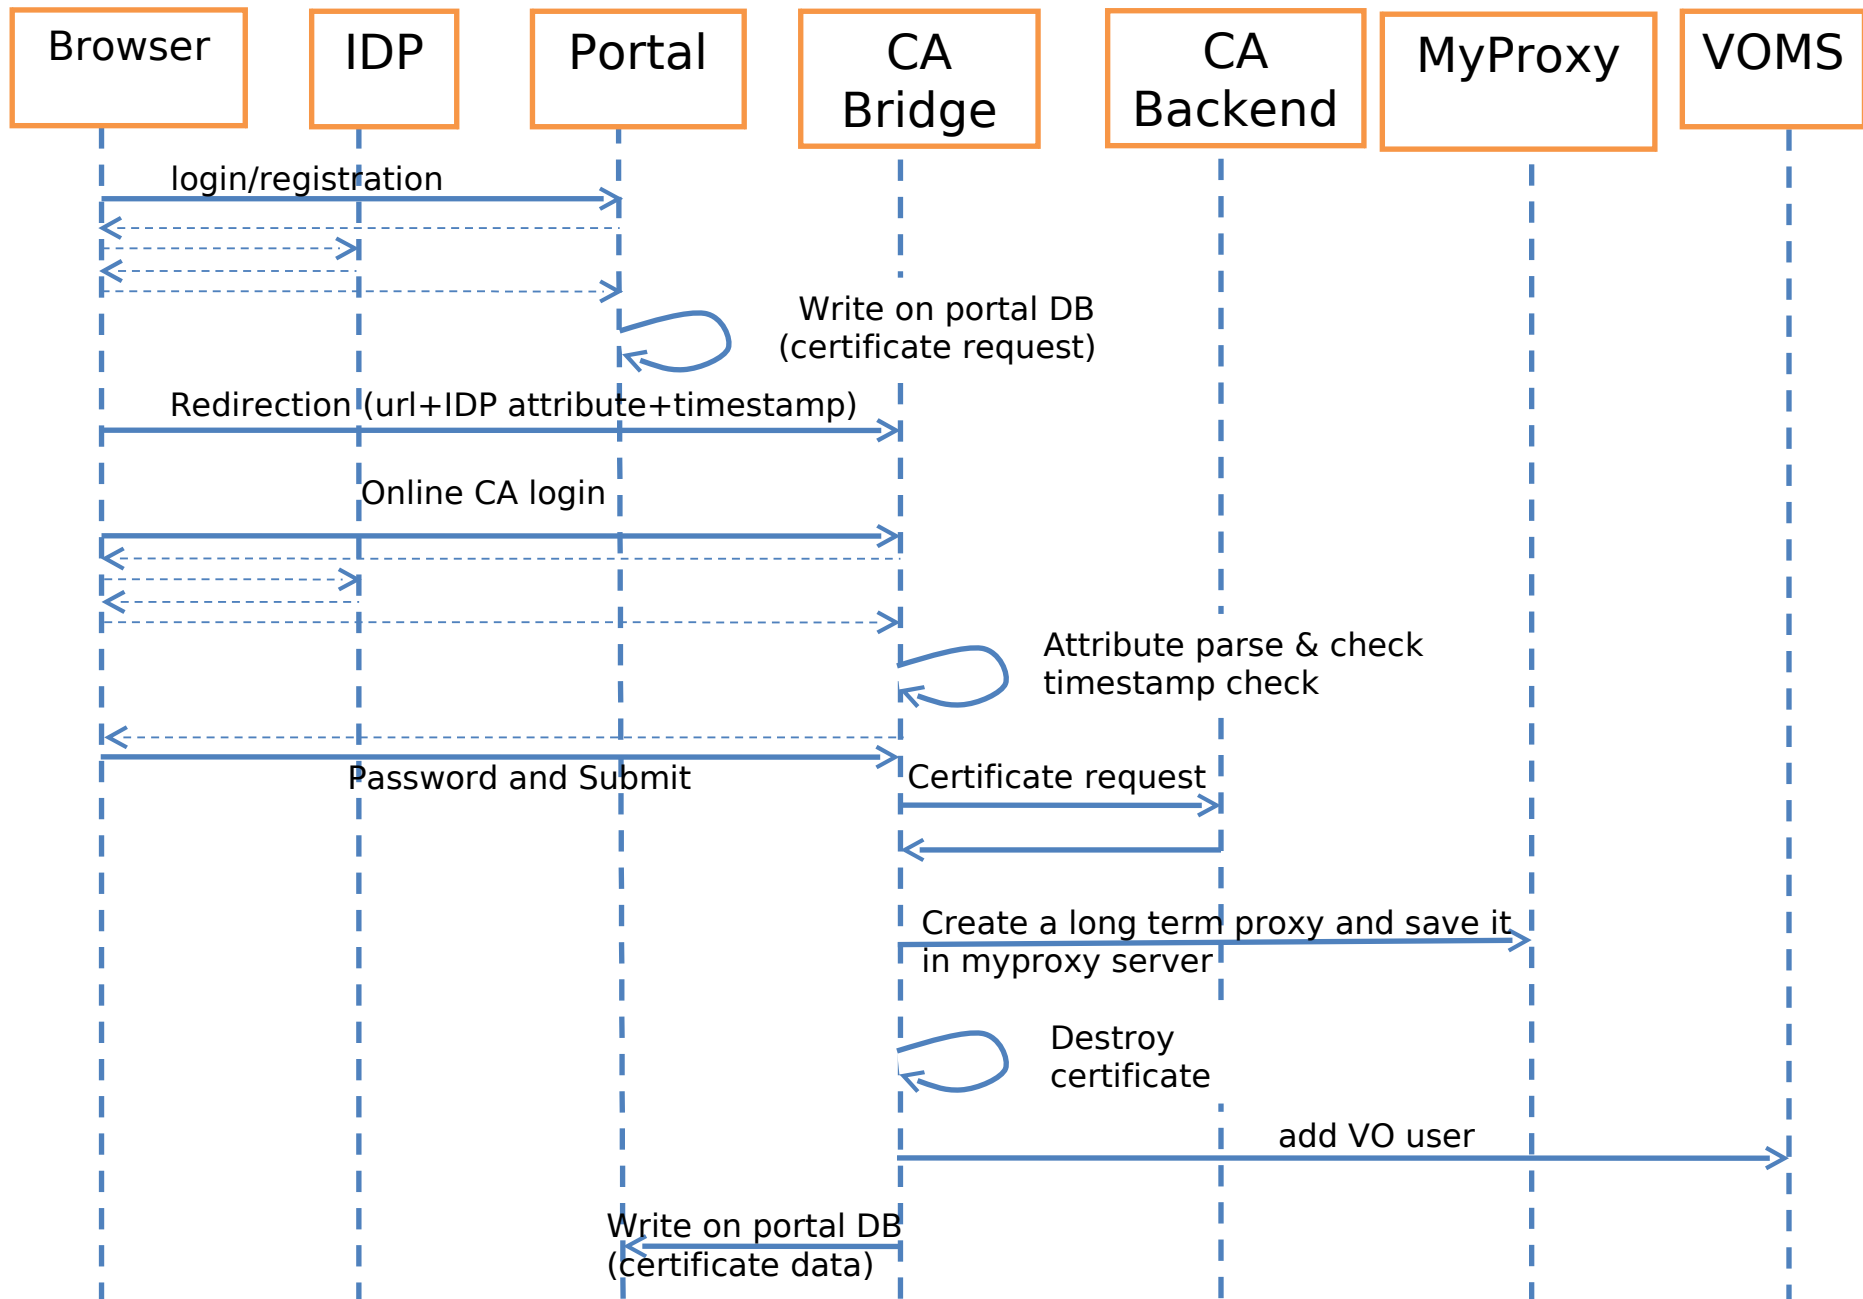 Browser
IDP
Portal
CA
Bridge
CA
Backend
MyProxy
VOMS
login/registration
Write on portal DB
(certificate request)
Redirection (url+IDP attribute+timestamp)
Online CA login
Attribute parse & check
timestamp check
Password and Submit
Certificate request
Create a long term proxy and save it
in myproxy server
Destroy
certificate
add VO user
Write on portal DB
(certificate data)